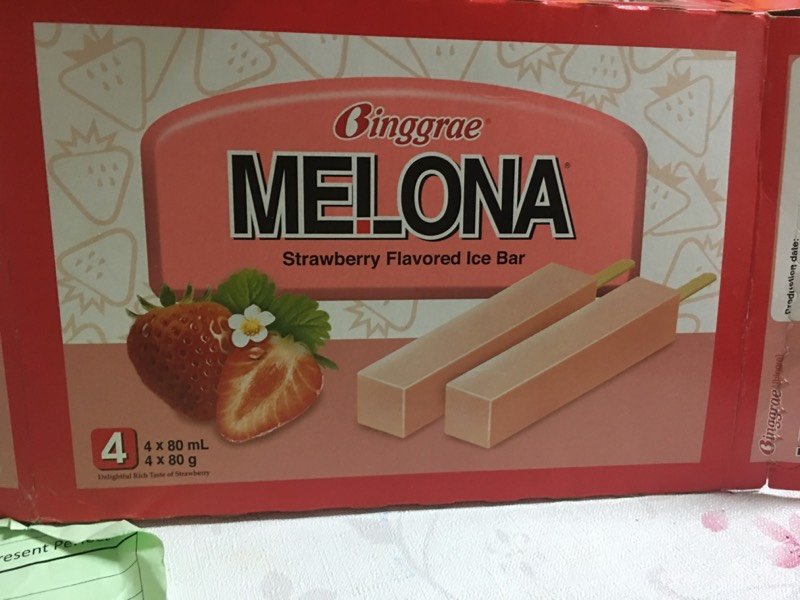 Binggrae
MELONA
Strawberry Flavored Ice Bar
4
4 x 80 mL
4 x 80 g
Delightful Rich Taste of Strawberry
Production date:
Binggrae
resent